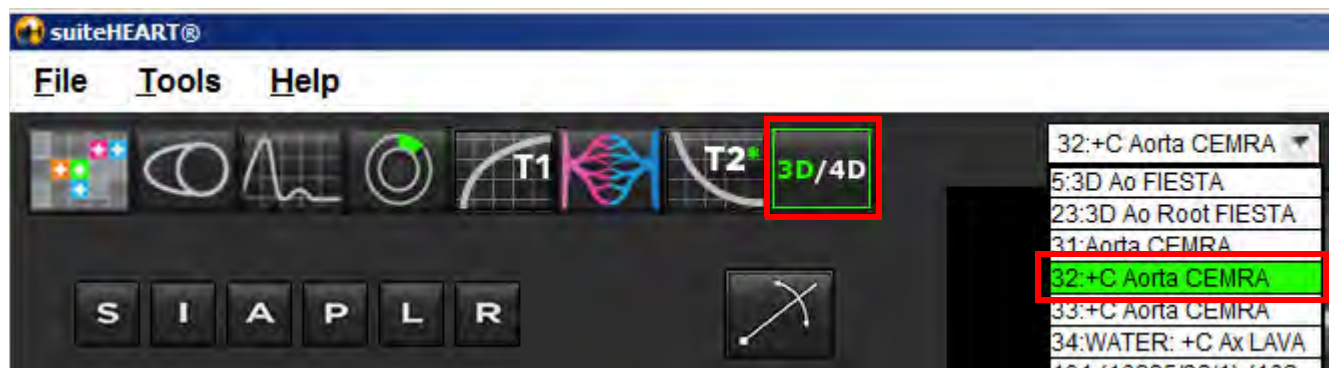 suiteHEART®
File Tools Help
T1 T2* 3D/4D
32:+C Aorta CEMRA
5:3D Ao FIESTA
23:3D Ao Root FIESTA
31:Aorta CEMRA
32:+C Aorta CEMRA
33:+C Aorta CEMRA
34:WATER: +C Ax LAVA
S I A P L R